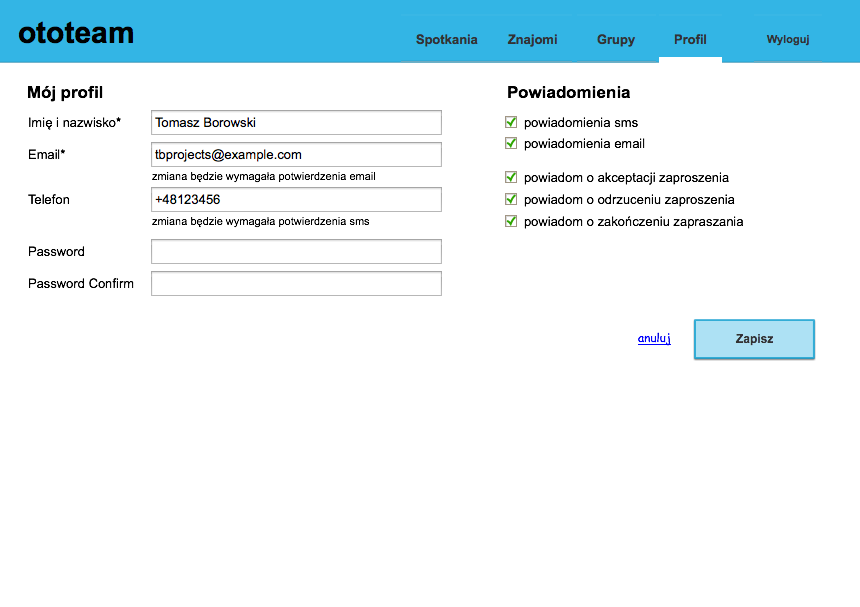 ototeam
Spotkania Znajomi Grupy Profil Wyloguj
Mój profil
Imię i nazwisko* Tomasz Borowski
Email* tbprojects@example.com
zmiana będzie wymagała potwierdzenia email
Telefon +48123456
zmiana będzie wymagała potwierdzenia sms
Password
Password Confirm
Powiadomienia
powiadomienia sms
powiadomienia email
powiadom o akceptacji zaproszenia
powiadom o odrzuceniu zaproszenia
powiadom o zakończeniu zapraszania
anuluj Zapisz